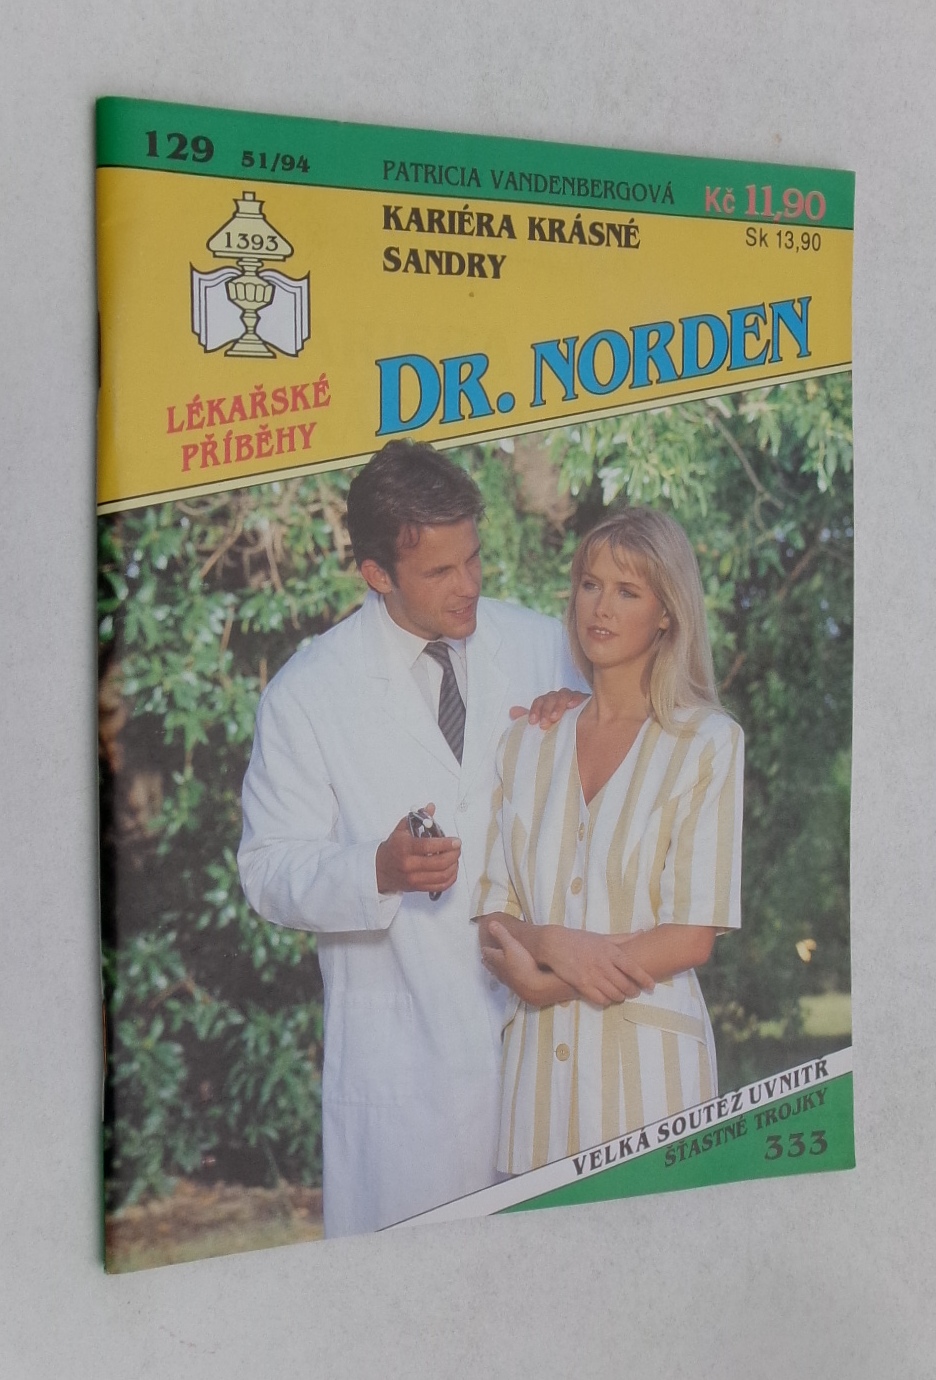 129 51/94
PATRICIA VANDENBERGOVÁ
Kč 11,90
Sk 13,90
1393
KARIÉRA KRÁSNÉ
SANDRY
DR. NORDEN
LÉKAŘSKÉ
PŘÍBĚHY
VELKÁ SOUTĚŽ UVNITŘ
ŠŤASTNÉ TROJKY
333